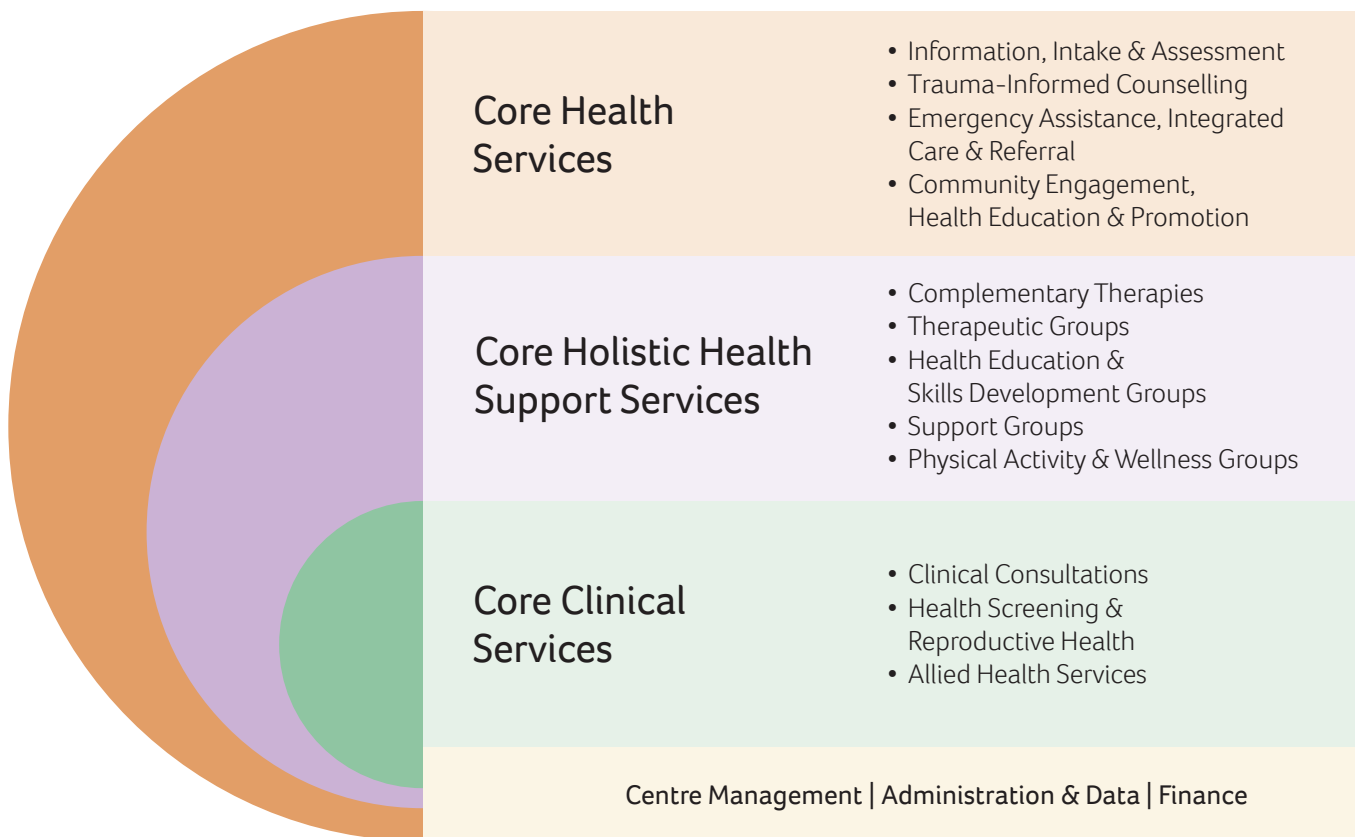 Core Health
Services
• Information, Intake & Assessment
• Trauma-Informed Counselling
• Emergency Assistance, Integrated
Care & Referral
• Community Engagement,
Health Education & Promotion
Core Holistic Health
Support Services
• Complementary Therapies
• Therapeutic Groups
• Health Education &
Skills Development Groups
• Support Groups
• Physical Activity & Wellness Groups
Core Clinical
Services
• Clinical Consultations
• Health Screening &
Reproductive Health
• Allied Health Services
Centre Management | Administration & Data | Finance